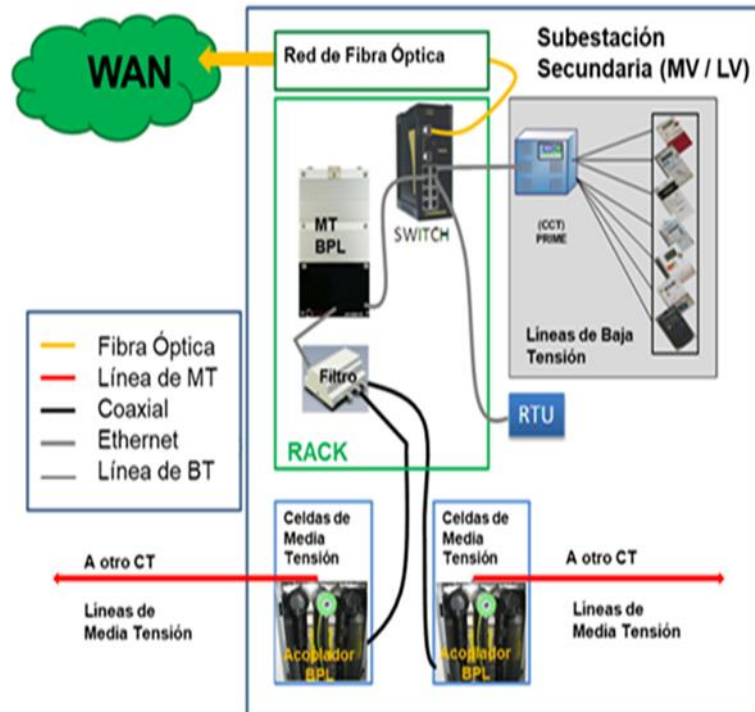 WAN
Red de Fibra Óptica
Subestación
Secundaria (MV / LV)
MT
BPL
SWITCH
(CCT)
PRIME
Líneas de Baja
Tensión
Filtro
RTU
RACK
Fibra Óptica
Línea de MT
Coaxial
Ethernet
Línea de BT
Celdas de
Media
Tensión
Celdas de
Media
Tensión
A otro CT
Líneas de
Media Tensión
A otro CT
Líneas de
Media Tensión
Acoplador
BPL
Acoplador
BPL